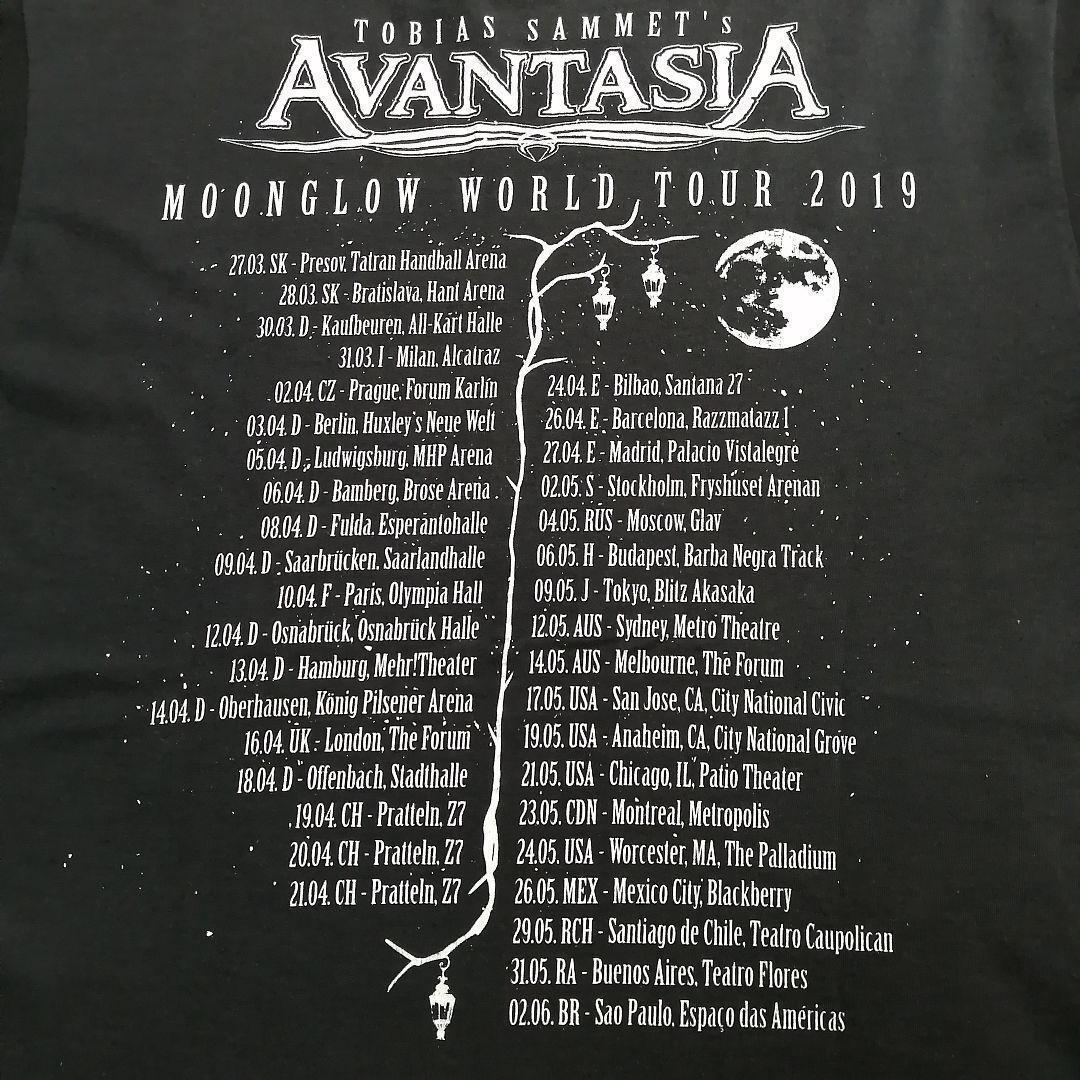 TOBIAS SAMMET's
AVANTASIA
MOONGLOW WORLD TOUR 2019
27.03. SK - Presov, Tatran Handball Arena
28.03. SK - Bratislava, Hant Arena
30.03. D - Kaufbeuren, All-Kart Halle
31.03. I - Milan, Alcatraz
02.04. CZ - Prague, Forum Karlin
03.04. D - Berlin, Huxley's Neue Welt
05.04. D - Ludwigsburg, MHP Arena
06.04. D - Bamberg, Brose Arena
08.04. D - Fulda, Esperantohalle
09.04. D - Saarbrücken, Saarlandhalle
10.04. F - Paris, Olympia Hall
12.04. D - Osnabrück, Osnabrück Halle
13.04. D - Hamburg, Mehr!Theater
14.04. D - Oberhausen, König Pilsener Arena
16.04. UK - London, The Forum
18.04. D - Offenbach, Stadthalle
19.04. CH - Pratteln, Z7
20.04. CH - Pratteln, Z7
21.04. CH - Pratteln, Z7
24.04. E - Bilbao, Santana 27
26.04. E - Barcelona, Razzmatazz 1
27.04. E - Madrid, Palacio Vistalegre
02.05. S - Stockholm, Fryshuset Arenan
04.05. RUS - Moscow, Glav
06.05. H - Budapest, Barba Negra Track
09.05. J - Tokyo, Blitz Akasaka
12.05. AUS - Sydney, Metro Theatre
14.05. AUS - Melbourne, The Forum
17.05. USA - San Jose, CA, City National Civic
19.05. USA - Anaheim, CA, City National Grove
21.05. USA - Chicago, IL, Patio Theater
23.05. CDN - Montreal, Metropolis
24.05. USA - Worcester, MA, The Palladium
26.05. MEX - Mexico City, Blackberry
29.05. RCH - Santiago de Chile, Teatro Caupolican
31.05. RA - Buenos Aires, Teatro Flores
02.06. BR - Sao Paulo, Espaço das Américas